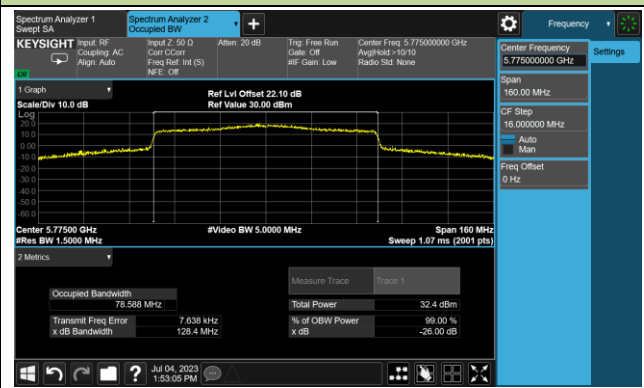 Spectrum Analyzer 1
Swept SA
Spectrum Analyzer 2
Occupied BW
Frequency
KEYSIGHT
Input: RF
Coupling: AC
Align: Auto
Input Z: 50 Ω
Corr CCorr
Freq Ref: Int (S)
NFE: Off
Atten: 20 dB
Trig: Free Run
Gate: Off
#IF Gain: Low
Center Freq: 5.775000000 GHz
Avg|Hold:>10/10
Radio Std: None
Center Frequency
5.775000000 GHz
Settings
Span
160.00 MHz
CF Step
16.000000 MHz
Auto
Man
Freq Offset
0 Hz
1 Graph
Scale/Div 10.0 dB
Ref Lvl Offset 22.10 dB
Ref Value 30.00 dBm
Log
20.0
10.0
0.00
-10.0
-20.0
-30.0
-40.0
-50.0
-60.0
Center 5.77500 GHz
#Res BW 1.5000 MHz
#Video BW 5.0000 MHz
Span 160 MHz
Sweep 1.07 ms (2001 pts)
2 Metrics
Measure Trace
Trace 1
Occupied Bandwidth
78.588 MHz
Total Power
32.4 dBm
Transmit Freq Error
7.638 kHz
% of OBW Power
99.00 %
x dB Bandwidth
128.4 MHz
x dB
-26.00 dB
?
Jul 04, 2023
1:53:05 PM